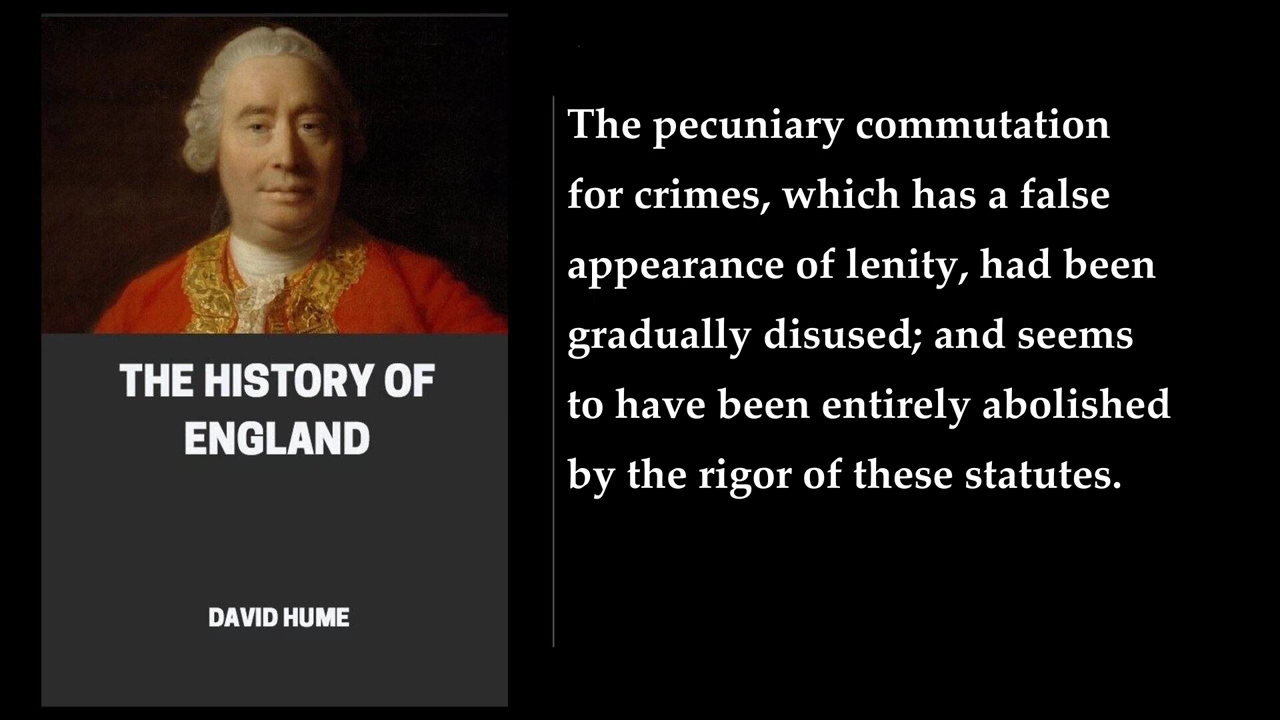 THE HISTORY OF
ENGLAND
DAVID HUME
The pecuniary commutation
for crimes, which has a false
appearance of lenity, had been
gradually disused; and seems
to have been entirely abolished
by the rigor of these statutes.